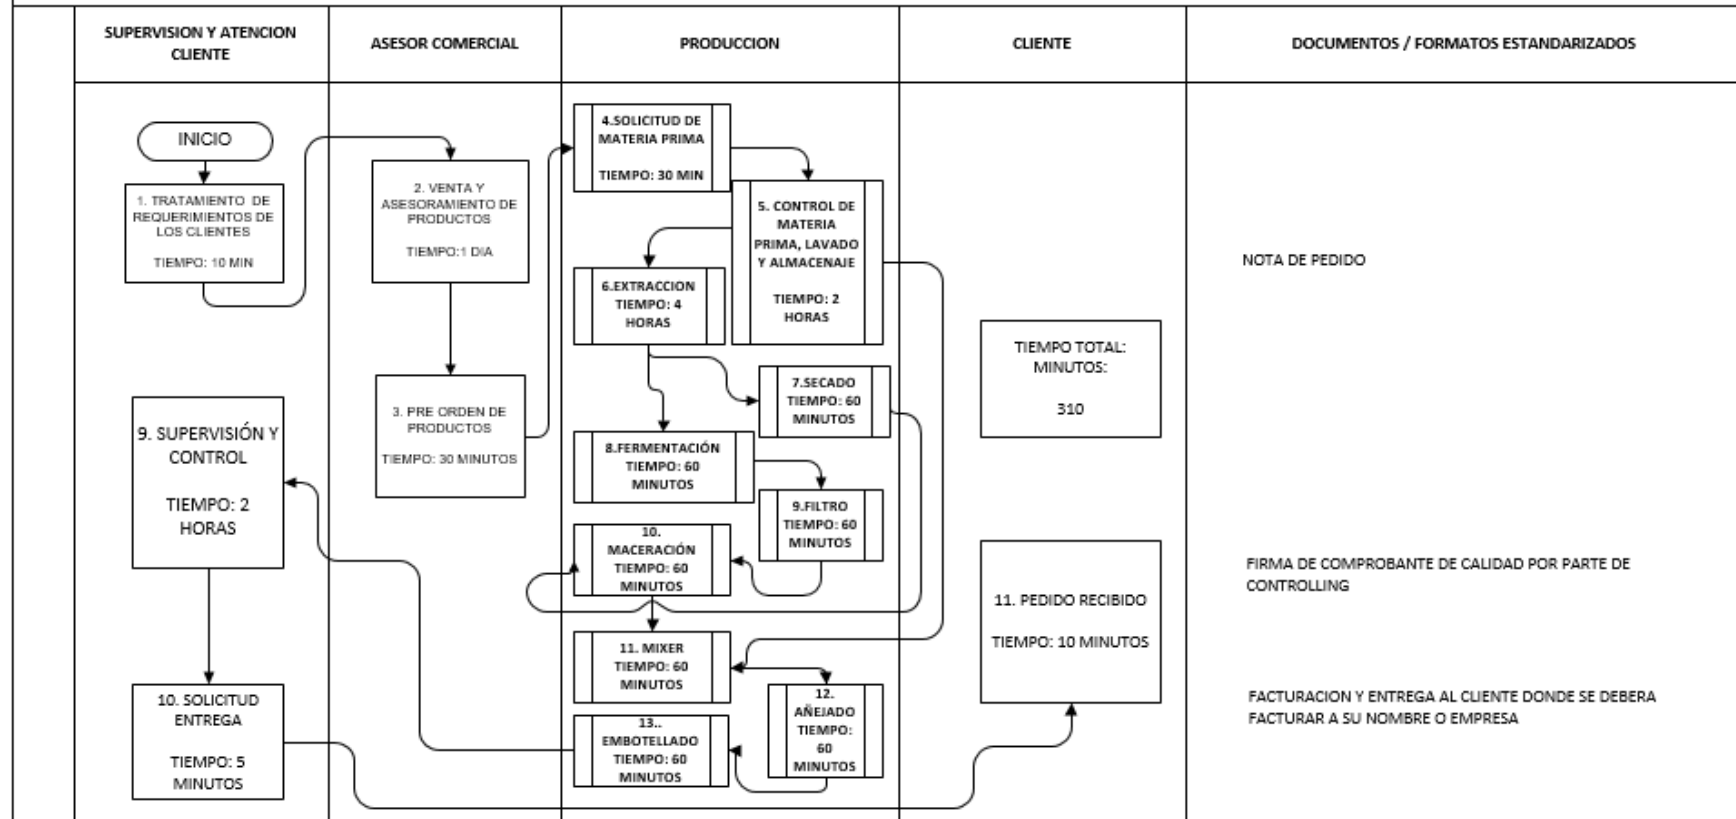 SUPERVISION Y ATENCION
CLIENTE
ASESOR COMERCIAL
PRODUCCION
CLIENTE
DOCUMENTOS / FORMATOS ESTANDARIZADOS
INICIO
1. TRATAMIENTO DE
REQUERIMIENTOS DE
LOS CLIENTES
TIEMPO: 10 MIN
9. SUPERVISIÓN Y
CONTROL
TIEMPO: 2
HORAS
10. SOLICITUD
ENTREGA
TIEMPO: 5
MINUTOS
2. VENTA Y
ASESORAMIENTO DE
PRODUCTOS
TIEMPO:1 DIA
3. PRE ORDEN DE
PRODUCTOS
TIEMPO: 30 MINUTOS
4.SOLICITUD DE
MATERIA PRIMA
TIEMPO: 30 MIN
5. CONTROL DE
MATERIA
PRIMA, LAVADO
Y ALMACENAJE
TIEMPO: 2
HORAS
6.EXTRACCION
TIEMPO: 4
HORAS
7.SECADO
TIEMPO: 60
MINUTOS
8.FERMENTACIÓN
TIEMPO: 60
MINUTOS
9.FILTRO
TIEMPO: 60
MINUTOS
10.
MACERACIÓN
TIEMPO: 60
MINUTOS
11. MIXER
TIEMPO: 60
MINUTOS
12.
AÑEJADO
TIEMPO:
60
MINUTOS
13..
EMBOTELLADO
TIEMPO: 60
MINUTOS
TIEMPO TOTAL:
MINUTOS:
310
11. PEDIDO RECIBIDO
TIEMPO: 10 MINUTOS
NOTA DE PEDIDO
FIRMA DE COMPROBANTE DE CALIDAD POR PARTE DE
CONTROLLING
FACTURACION Y ENTREGA AL CLIENTE DONDE SE DEBERA
FACTURAR A SU NOMBRE O EMPRESA